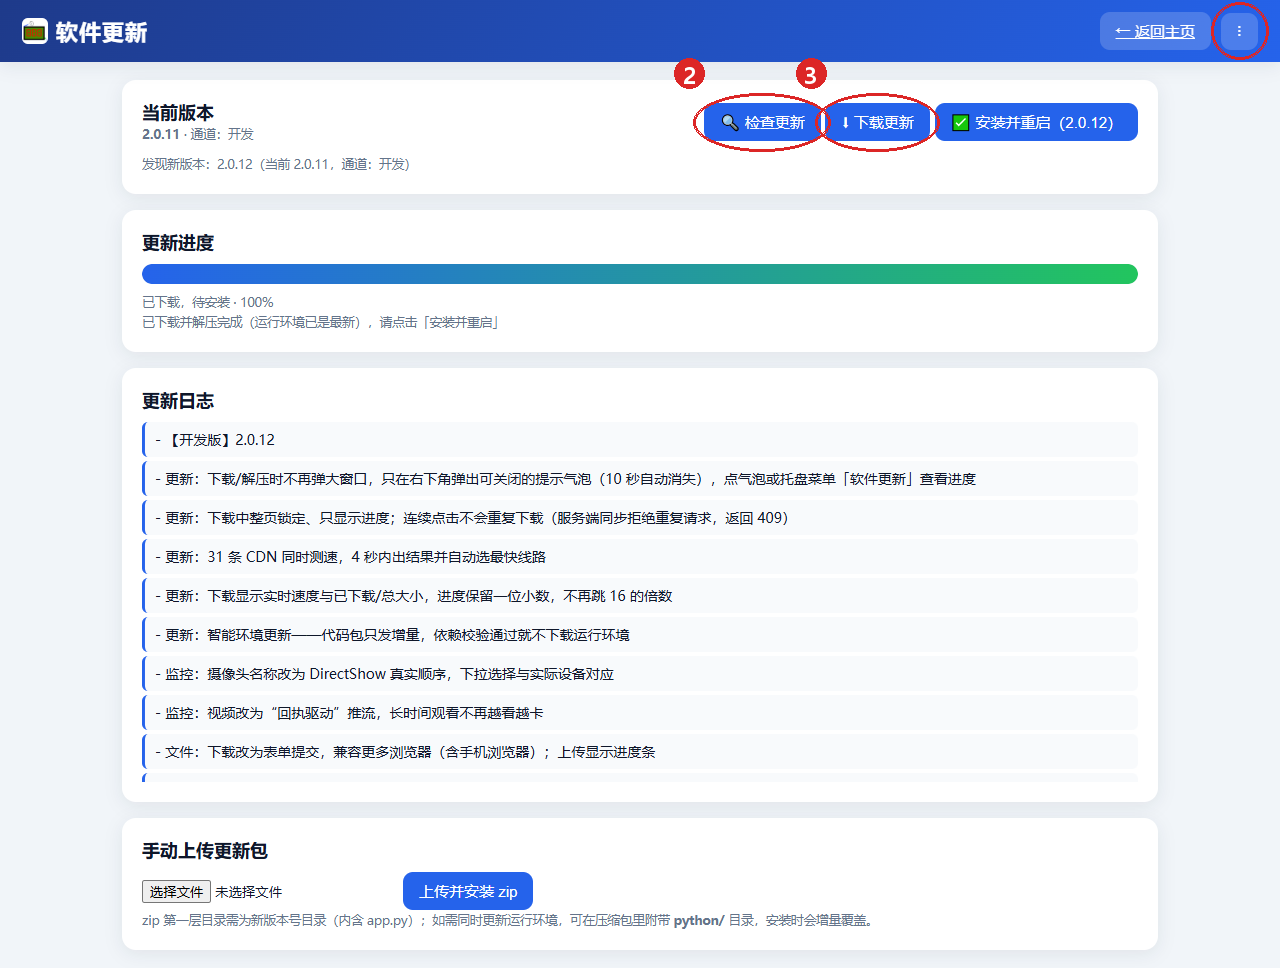 软件更新
← 返回主页
⋮
2
3
当前版本
2.0.11 · 通道：开发
发现新版本：2.0.12（当前 2.0.11，通道：开发）
🔍 检查更新
⬇ 下载更新
✅ 安装并重启（2.0.12）
更新进度
已下载，待安装 · 100%
已下载并解压完成（运行环境已是最新），请点击「安装并重启」
更新日志
- 【开发版】2.0.12
- 更新：下载/解压时不再弹大窗口，只在右下角弹出可关闭的提示气泡（10 秒自动消失），点气泡或托盘菜单「软件更新」查看进度
- 更新：下载中整页锁定、只显示进度；连续点击不会重复下载（服务端同步拒绝重复请求，返回 409）
- 更新：31 条 CDN 同时测速，4 秒内出结果并自动选最快线路
- 更新：下载显示实时速度与已下载/总大小，进度保留一位小数，不再跳 16 的倍数
- 更新：智能环境更新——代码包只发增量，依赖校验通过就不下载运行环境
- 监控：摄像头名称改为 DirectShow 真实顺序，下拉选择与实际设备对应
- 监控：视频改为“回执驱动”推流，长时间观看不再越看越卡
- 文件：下载改为表单提交，兼容更多浏览器（含手机浏览器）；上传显示进度条
手动上传更新包
选择文件 未选择文件
上传并安装 zip
zip 第一层目录需为新版本号目录（内含 app.py）；如需同时更新运行环境，可在压缩包里附带 python/ 目录，安装时会增量覆盖。